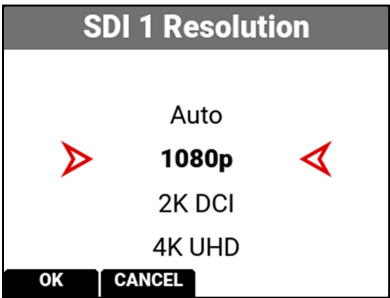 SDI 1 Resolution
Auto
1080p
2K DCI
4K UHD
OK CANCEL